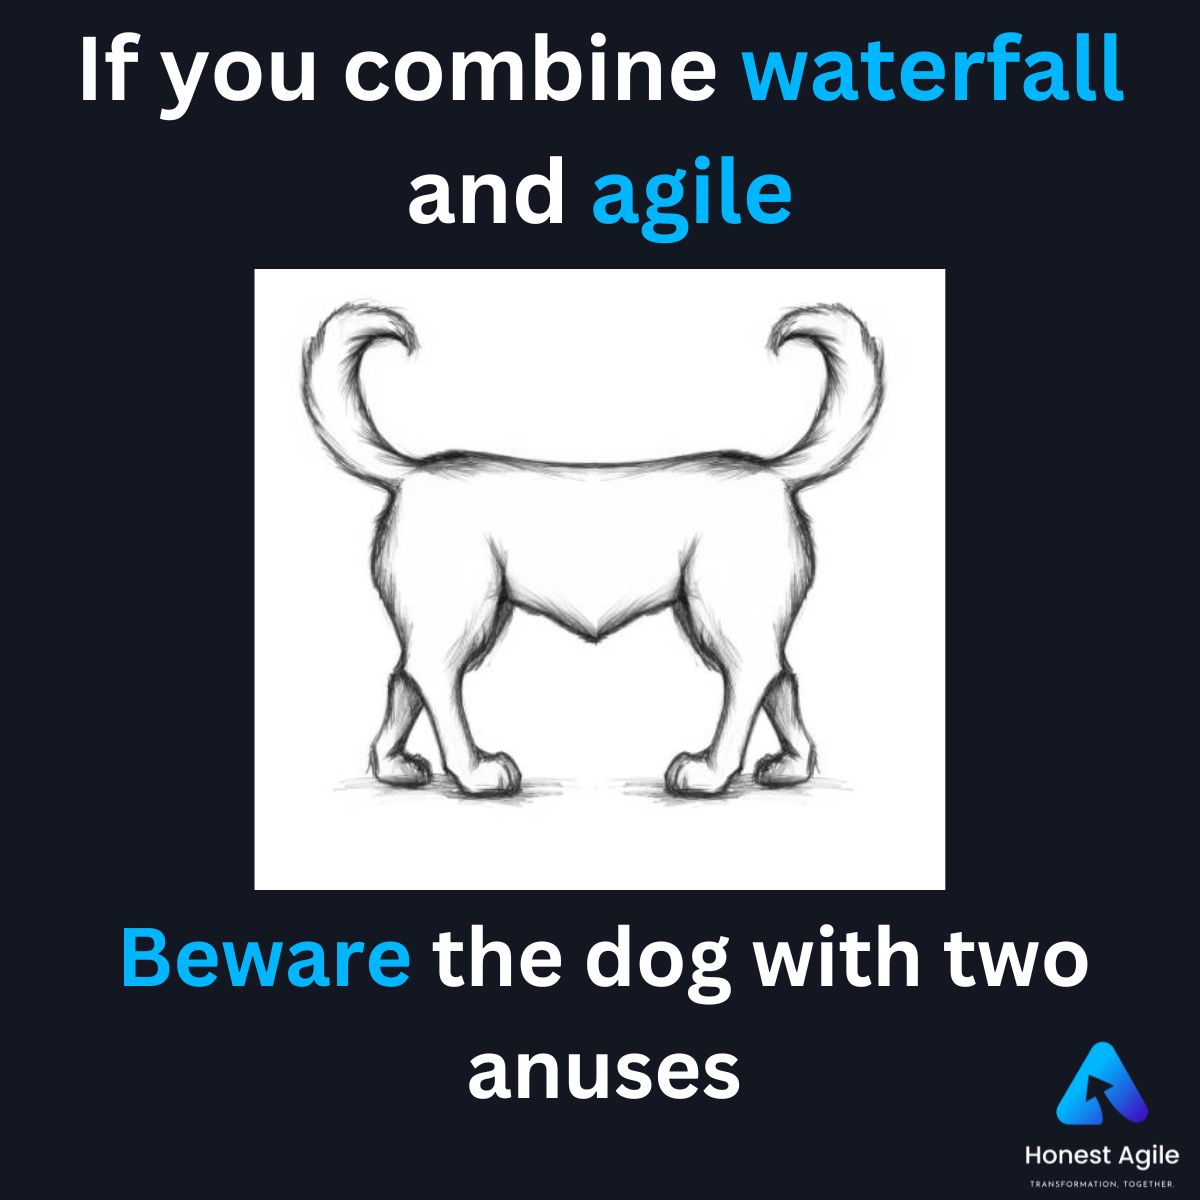 If you combine waterfall
and agile
Beware the dog with two
anuses
Honest Agile
TRANSFORMATION, TOGETHER.